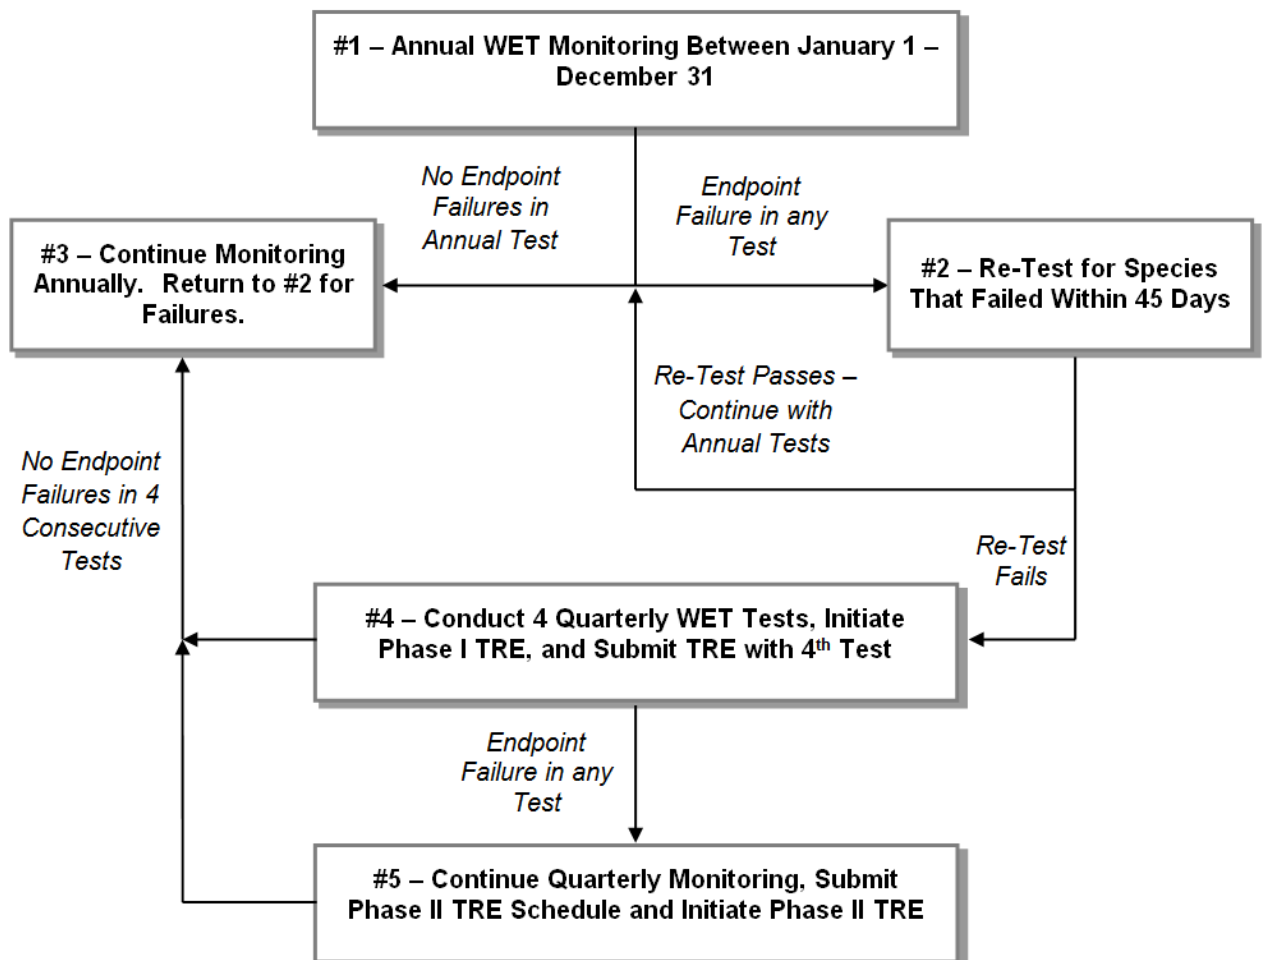 #1 – Annual WET Monitoring Between January 1 –
December 31
No Endpoint
Failures in
Annual Test
Endpoint
Failure in any
Test
#3 – Continue Monitoring
Annually.  Return to #2 for
Failures.
#2 – Re-Test for Species
That Failed Within 45 Days
Re-Test Passes –
Continue with
Annual Tests
No Endpoint
Failures in 4
Consecutive
Tests
Re-Test
Fails
#4 – Conduct 4 Quarterly WET Tests, Initiate
Phase I TRE, and Submit TRE with 4th Test
Endpoint
Failure in any
Test
#5 – Continue Quarterly Monitoring, Submit
Phase II TRE Schedule and Initiate Phase II TRE